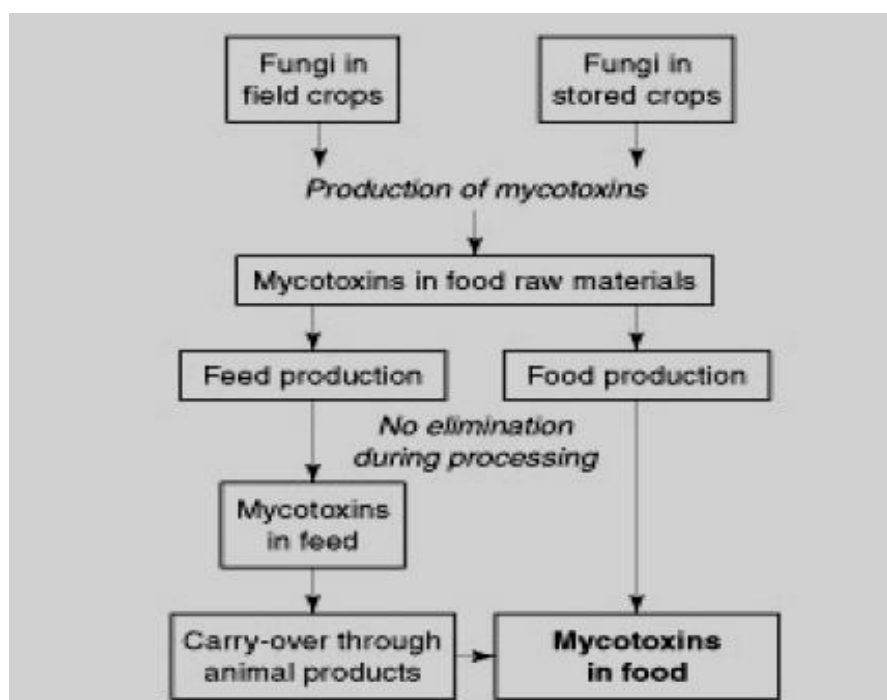 Fungi in
field crops
Fungi in
stored crops
Production of mycotoxins
Mycotoxins in food raw materials
Feed production
Food production
No elimination
during processing
Mycotoxins
in feed
Carry-over through
animal products
Mycotoxins
in food